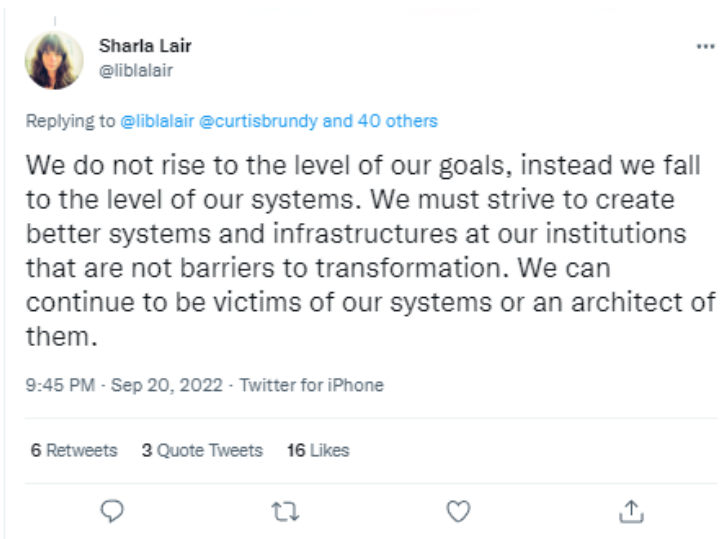 Sharla Lair
@liblalair
Replying to @liblalair @curtisbrundy and 40 others
We do not rise to the level of our goals, instead we fall
to the level of our systems. We must strive to create
better systems and infrastructures at our institutions
that are not barriers to transformation. We can
continue to be victims of our systems or an architect of
them.
9:45 PM · Sep 20, 2022 · Twitter for iPhone
6 Retweets 3 Quote Tweets 16 Likes